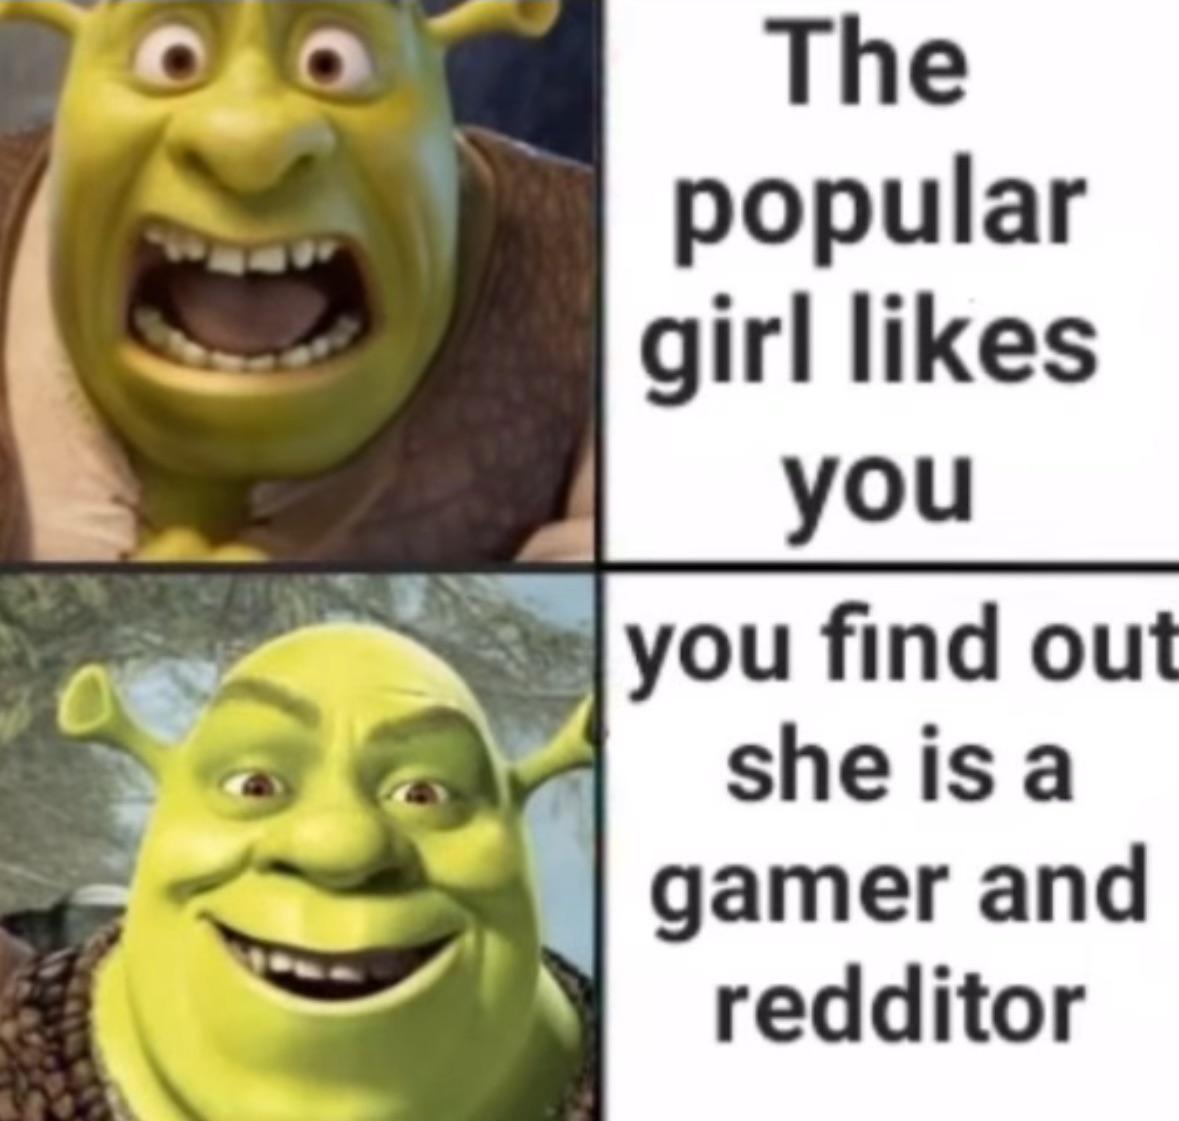 The
popular
girl likes
you
you find out
she is a
gamer and
redditor